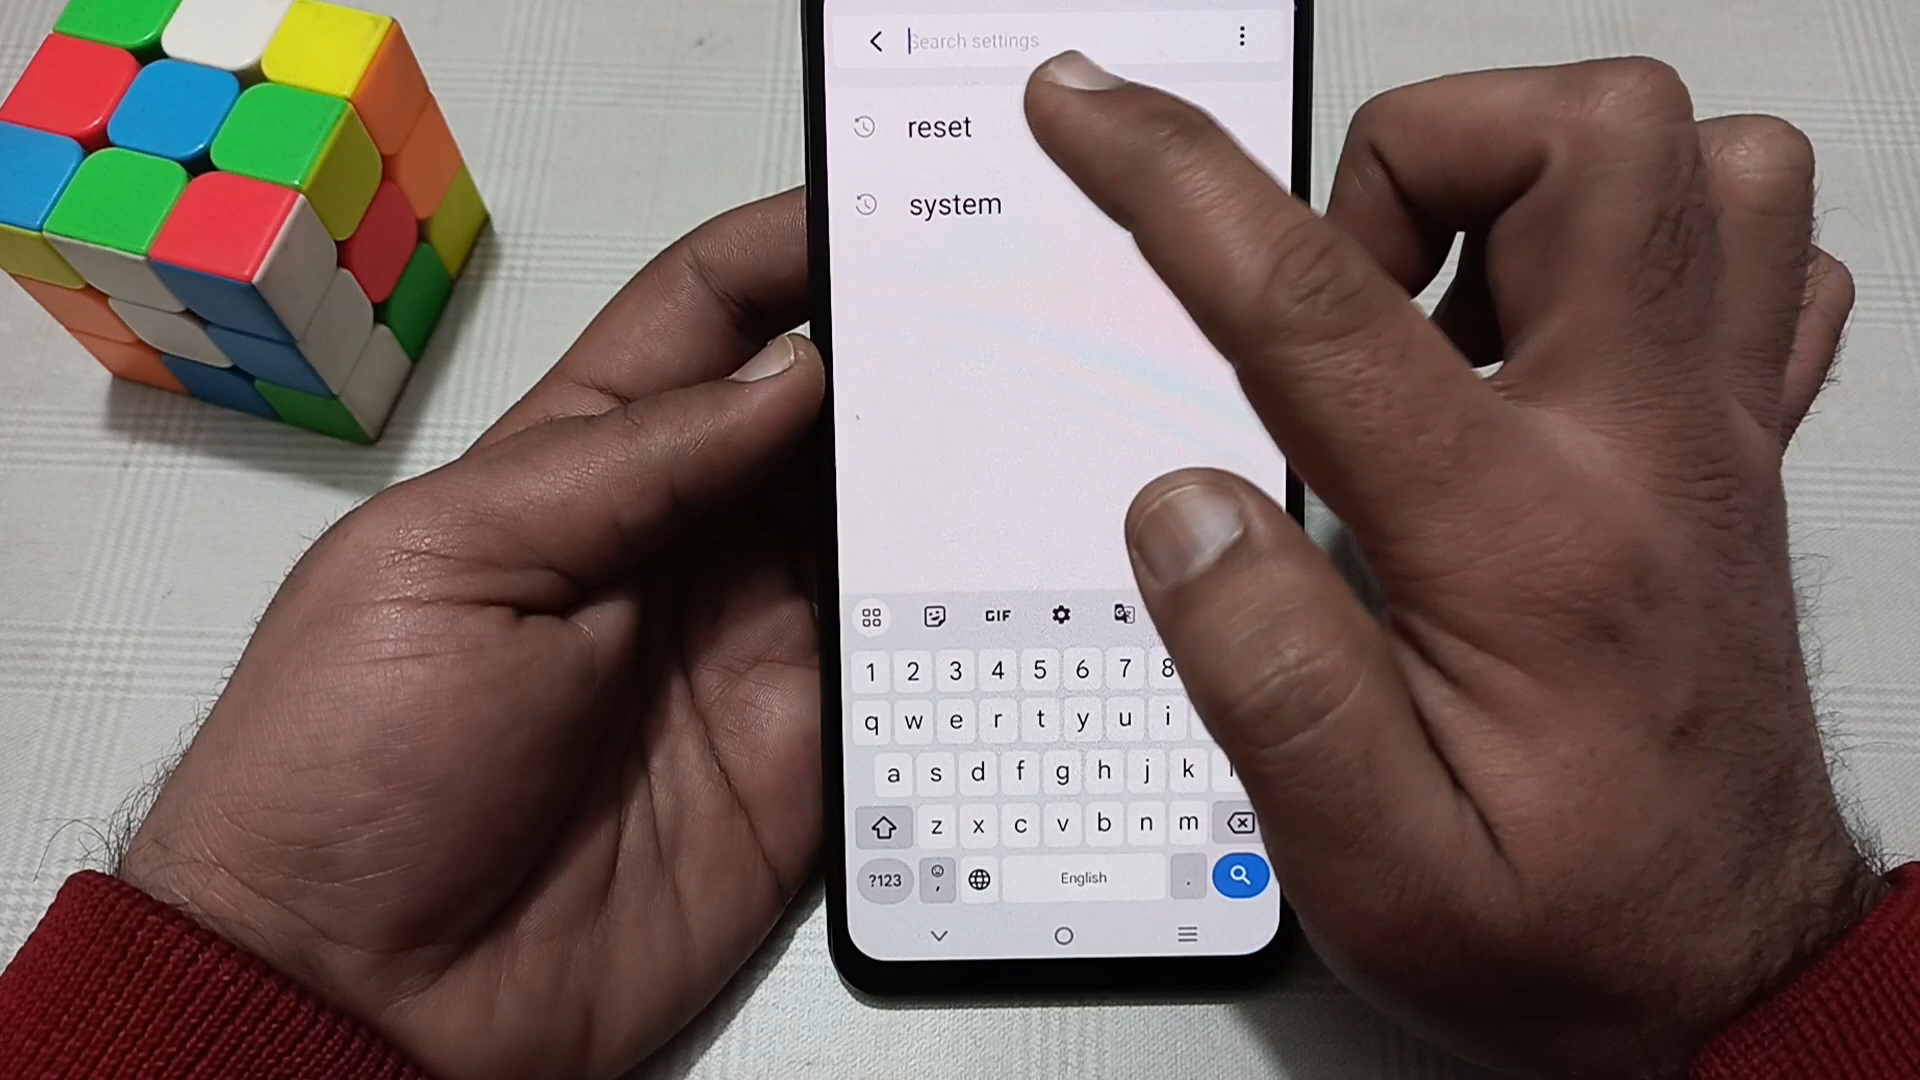 Search settings
reset
system
GIF
1 2 3 4 5 6 7 8
q w e r t y u i
a s d f g h j k
z x c v b n m
?123 , English .